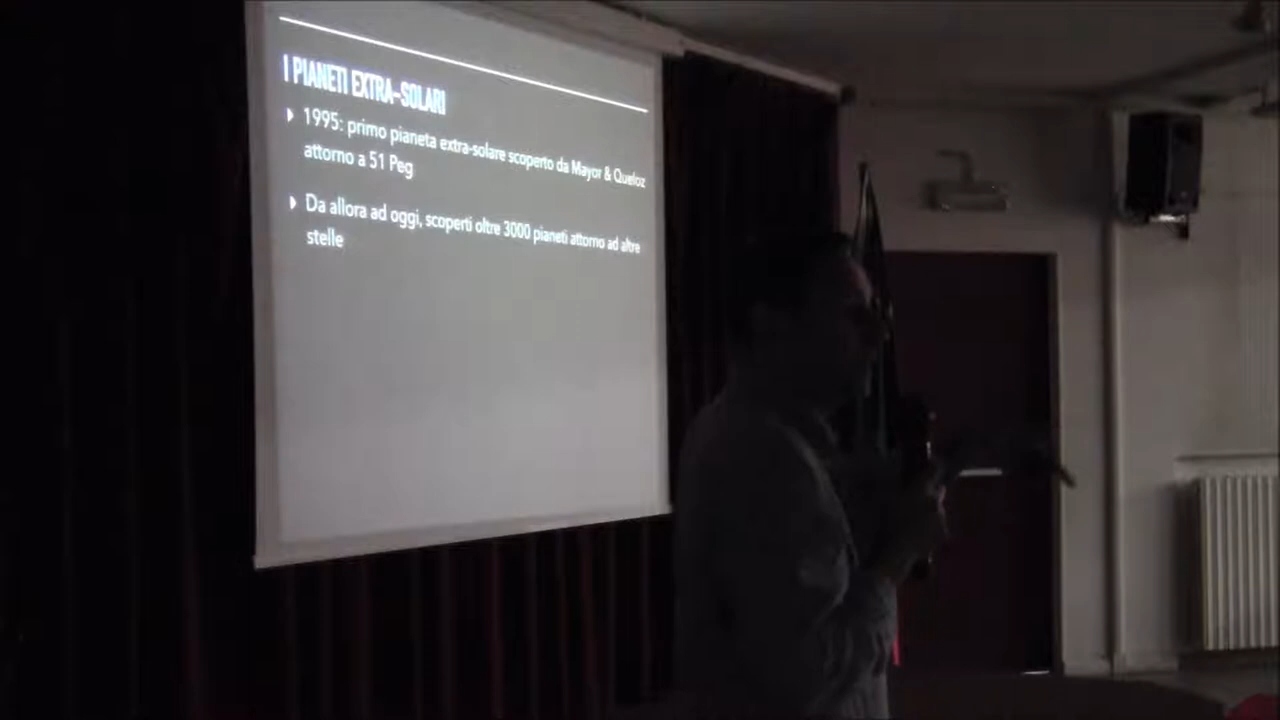 I PIANETI EXTRA-SOLARI
1995: primo pianeta extra-solare scoperto da Mayor & Queloz
attorno a 51 Peg
Da allora ad oggi, scoperti oltre 3000 pianeti attorno ad altre
stelle